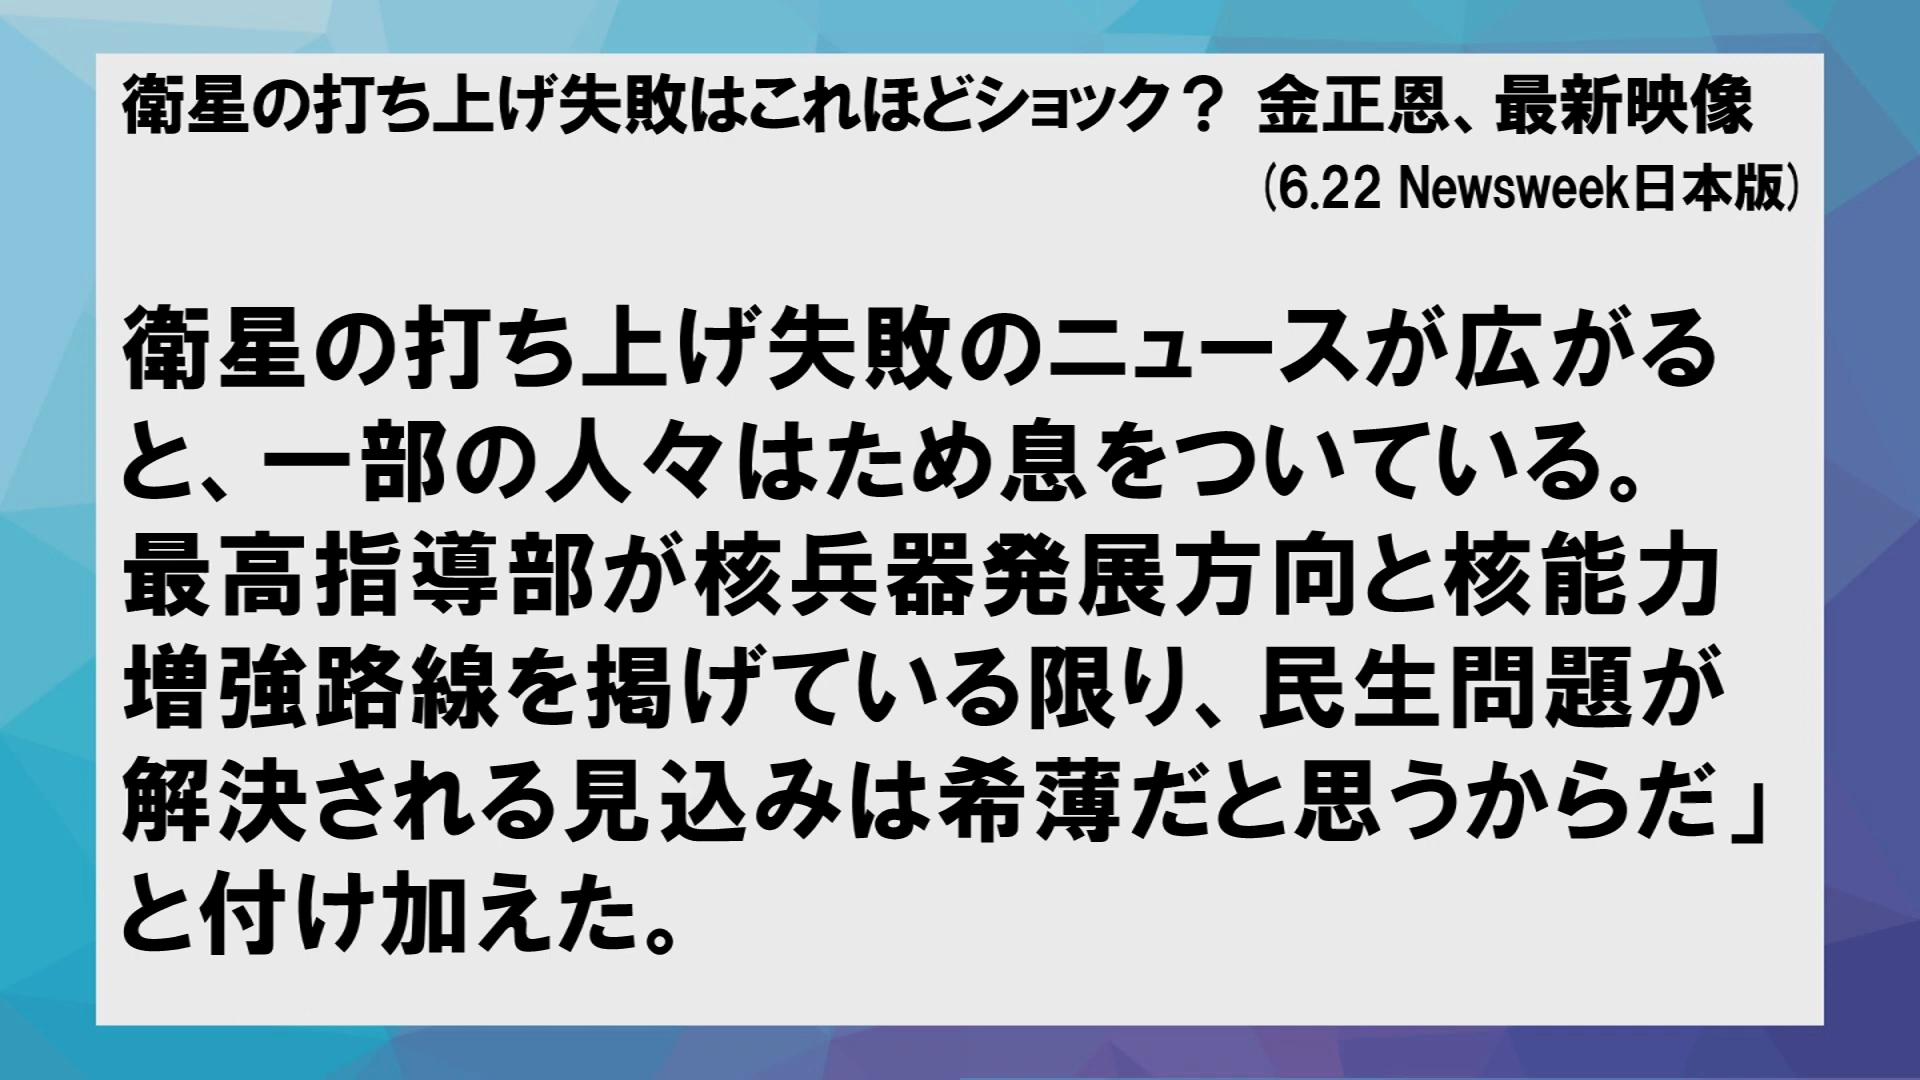 衛星の打ち上げ失敗はこれほどショック？ 金正恩、最新映像
(6.22 Newsweek日本版)
衛星の打ち上げ失敗のニュースが広がる
と、一部の人々はため息をついている。
最高指導部が核兵器発展方向と核能力
増強路線を掲げている限り、民生問題が
解決される見込みは希薄だと思うからだ」
と付け加えた。